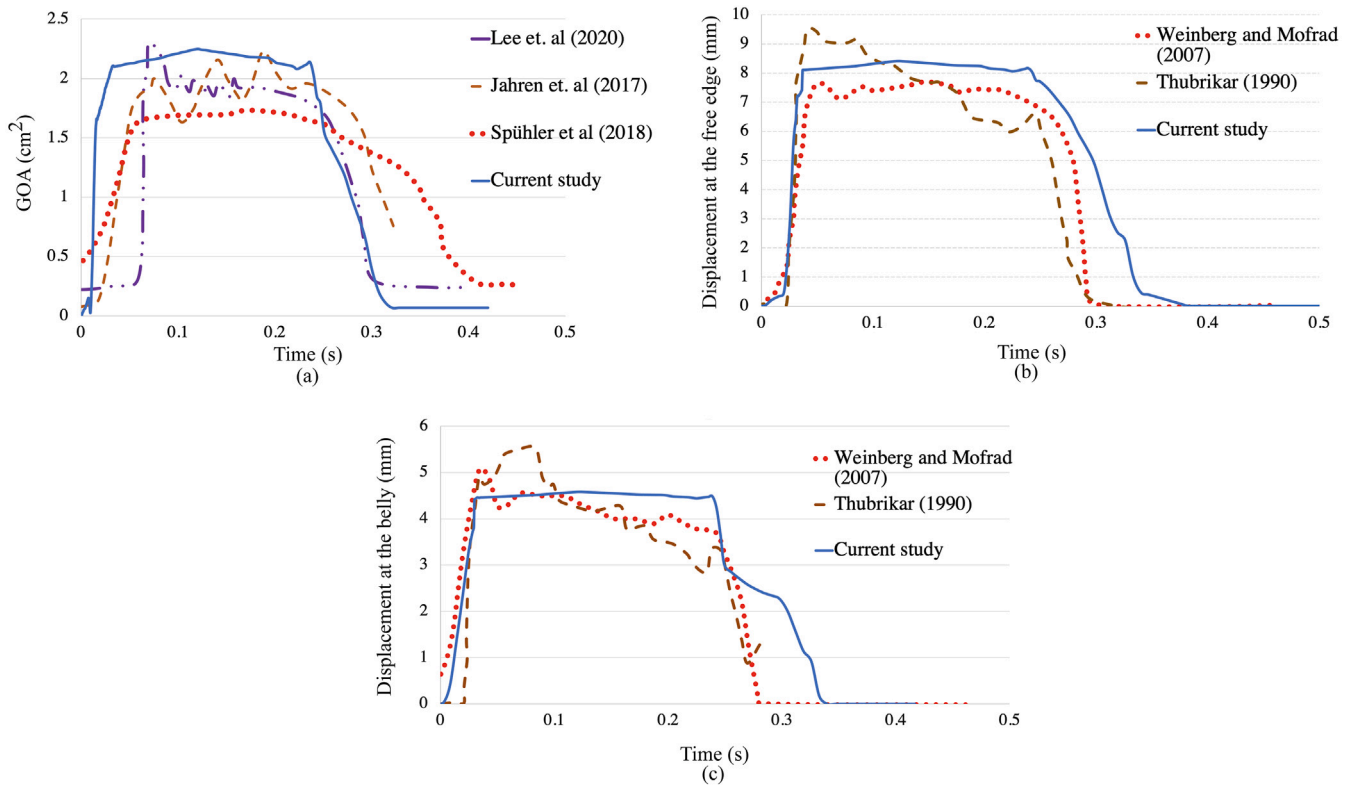 2.5
2
1.5
1
0.5
0
GOA (cm²)
0
0.1
0.2
0.3
0.4
0.5
Time (s)
(a)
Lee et. al (2020)
Jahren et. al (2017)
Spühler et al (2018)
Current study
10
9
8
7
6
5
4
3
2
1
0
Displacement at the free edge (mm)
0
0.1
0.2
0.3
0.4
0.5
Time (s)
(b)
Weinberg and Mofrad
(2007)
Thubrikar (1990)
Current study
6
5
4
3
2
1
0
Displacement at the belly (mm)
0
0.1
0.2
0.3
0.4
0.5
Time (s)
(c)
Weinberg and Mofrad
(2007)
Thubrikar (1990)
Current study